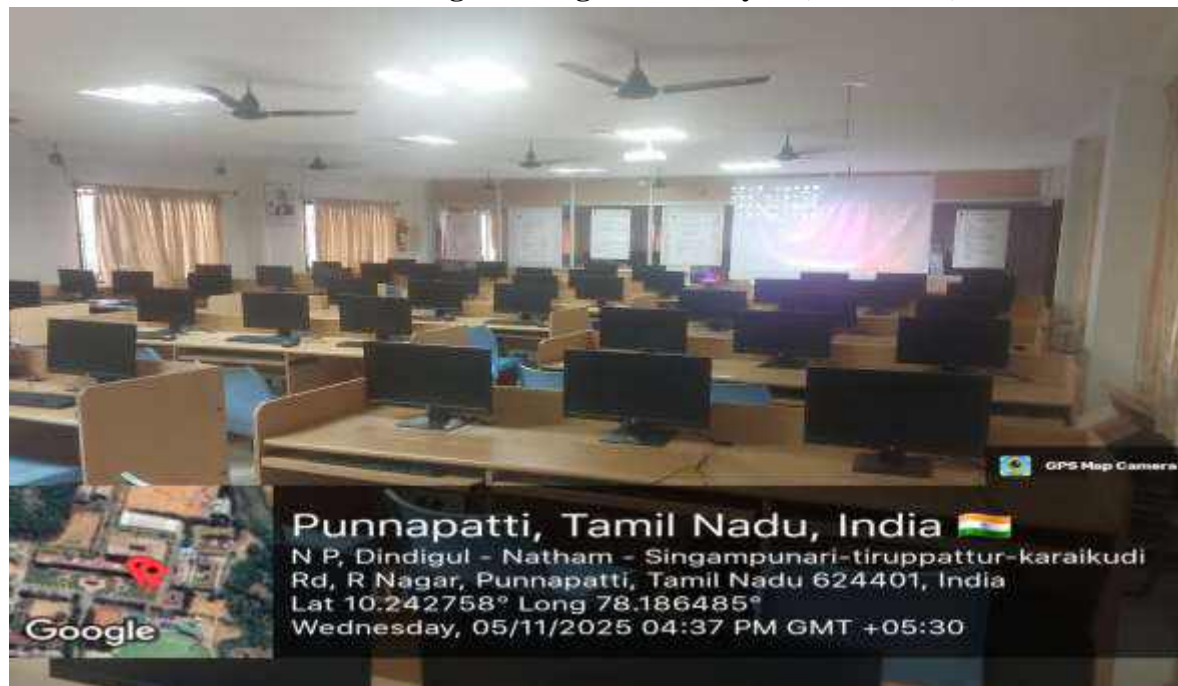 GPS Map Camera
Punnapatti, Tamil Nadu, India
N P, Dindigul - Natham - Singampunari-tiruppattur-karaikudi
Rd, R Nagar, Punnapatti, Tamil Nadu 624401, India
Lat 10.242758° Long 78.186485°
Wednesday, 05/11/2025 04:37 PM GMT +05:30
Google